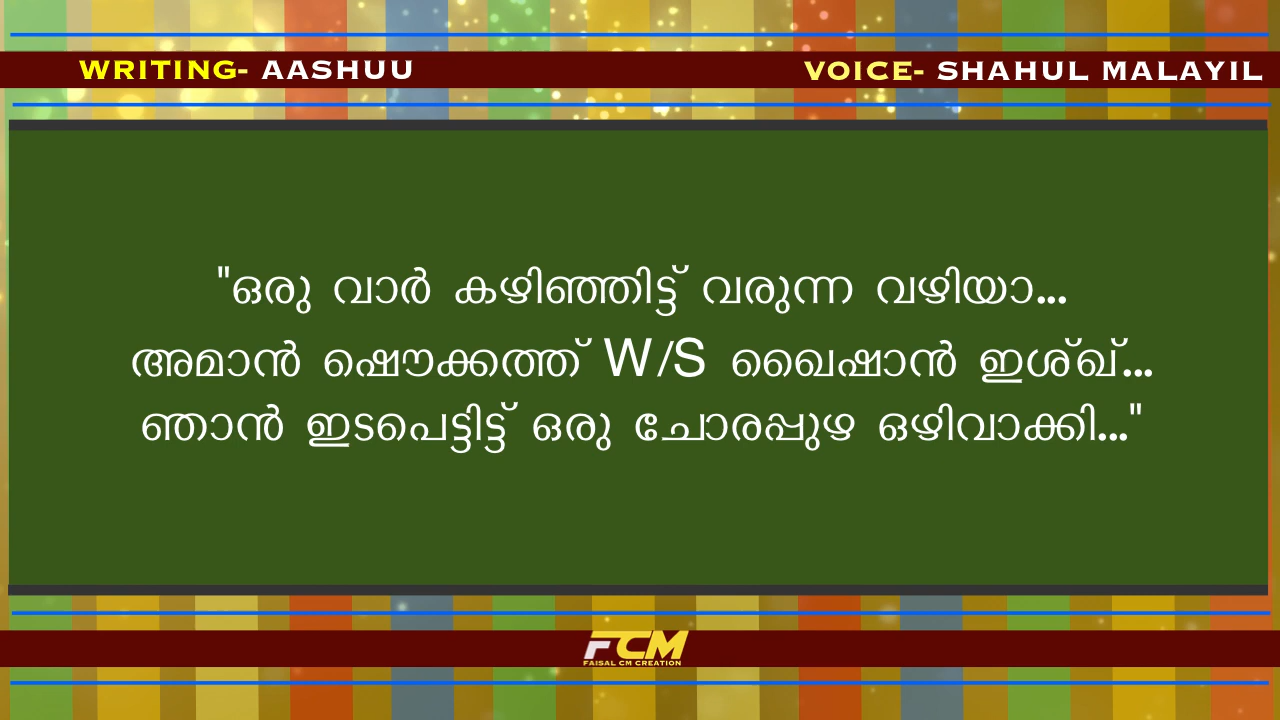 WRITING- AASHUU
VOICE- SHAHUL MALAYIL
"ഒരു വാർ കഴിഞ്ഞിട്ട് വരുന്ന വഴിയാ...
അമാൻ ഷൌക്കത്ത് W/S ഖൈഷാൻ ഇശ്ഖ്...
ഞാൻ ഇടപെട്ടിട്ട് ഒരു ചോരപ്പുഴ ഒഴിവാക്കി..."
FCM
FAISAL CM CREATION